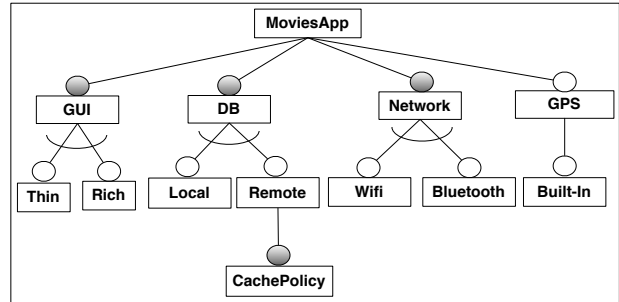 MoviesApp
GUI DB Network GPS
Thin Rich Local Remote Wifi Bluetooth Built-In
CachePolicy